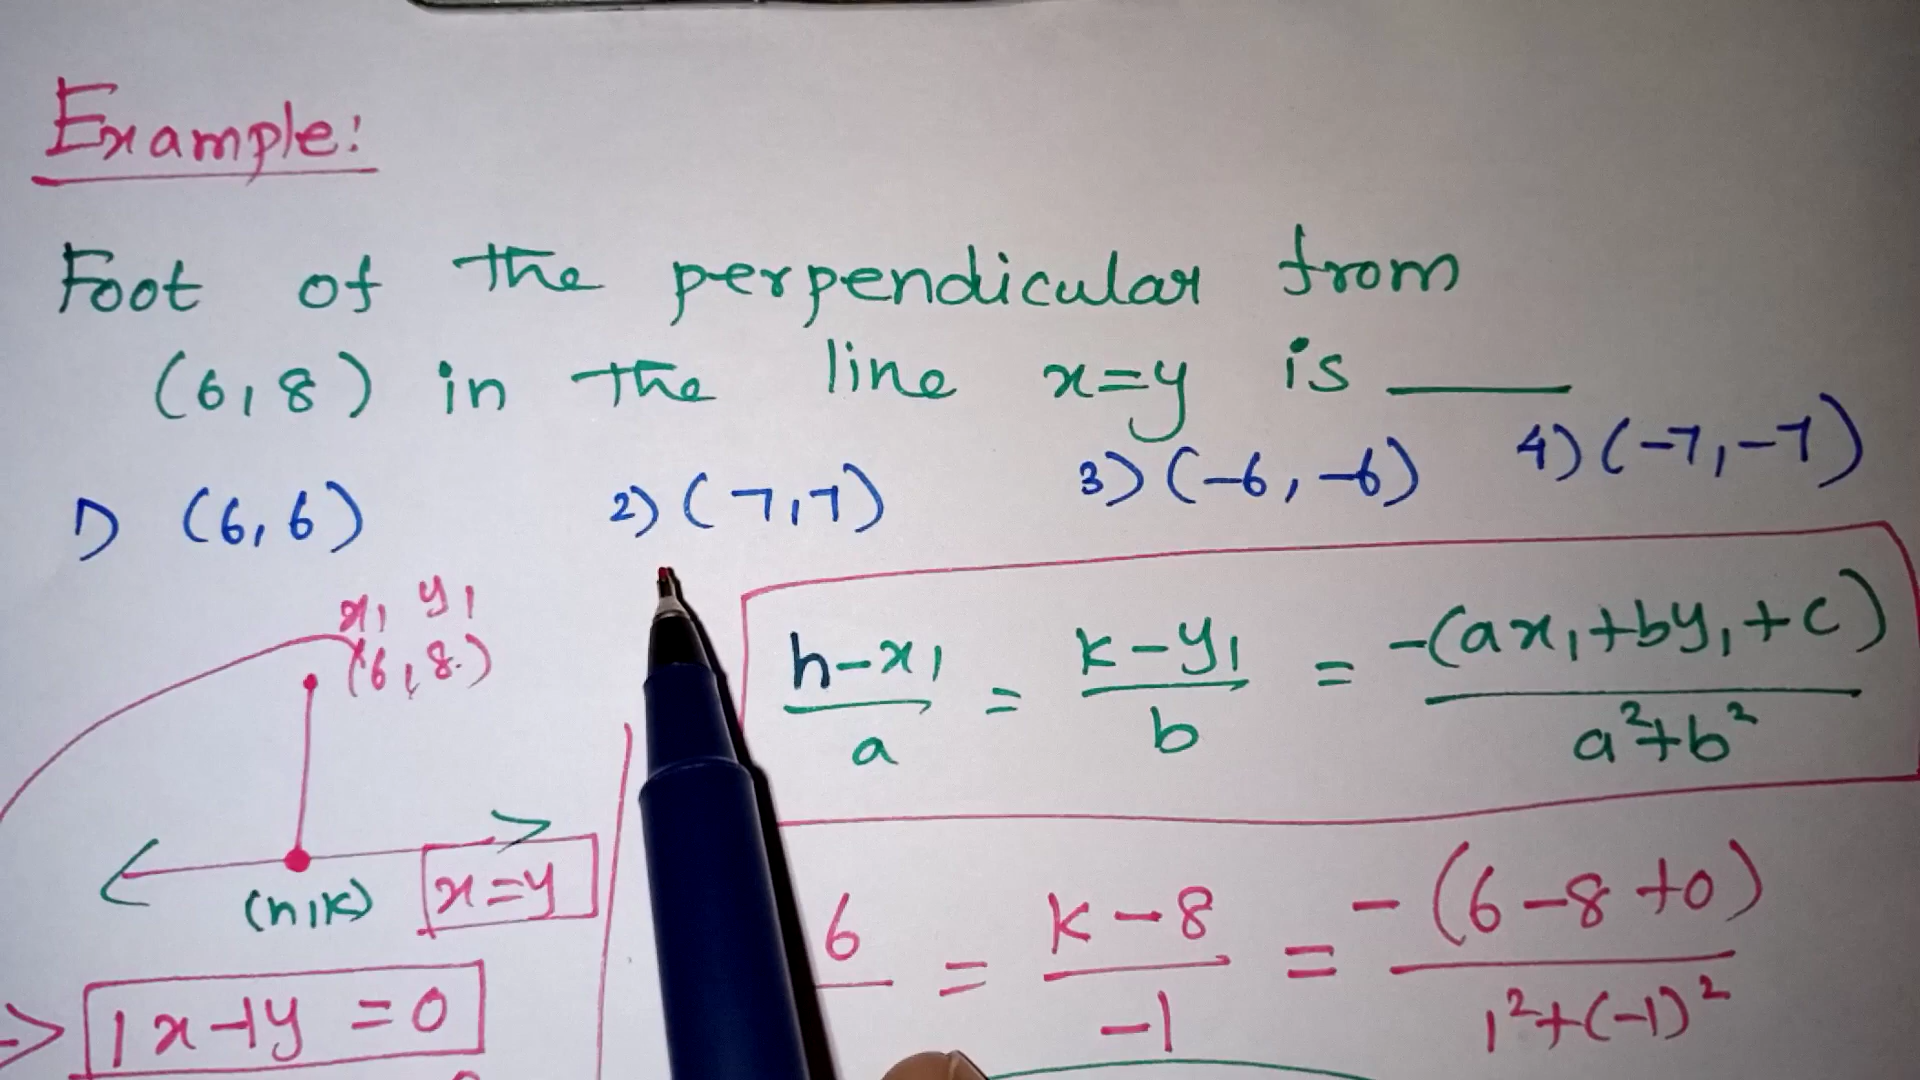 Example:
Foot of the perpendicular from
(6,8) in the line x=y is ____
1) (6,6) 2) (7,7) 3) (-6,-6) 4) (-7,-7)
x1 y1
(6,8)
(h,k) x=y
1x-1y=0
h-x1/a = k-y1/b = -(ax1+by1+c)/a²+b²
6 = k-8/-1 = -(6-8+0)/1²+(-1)²